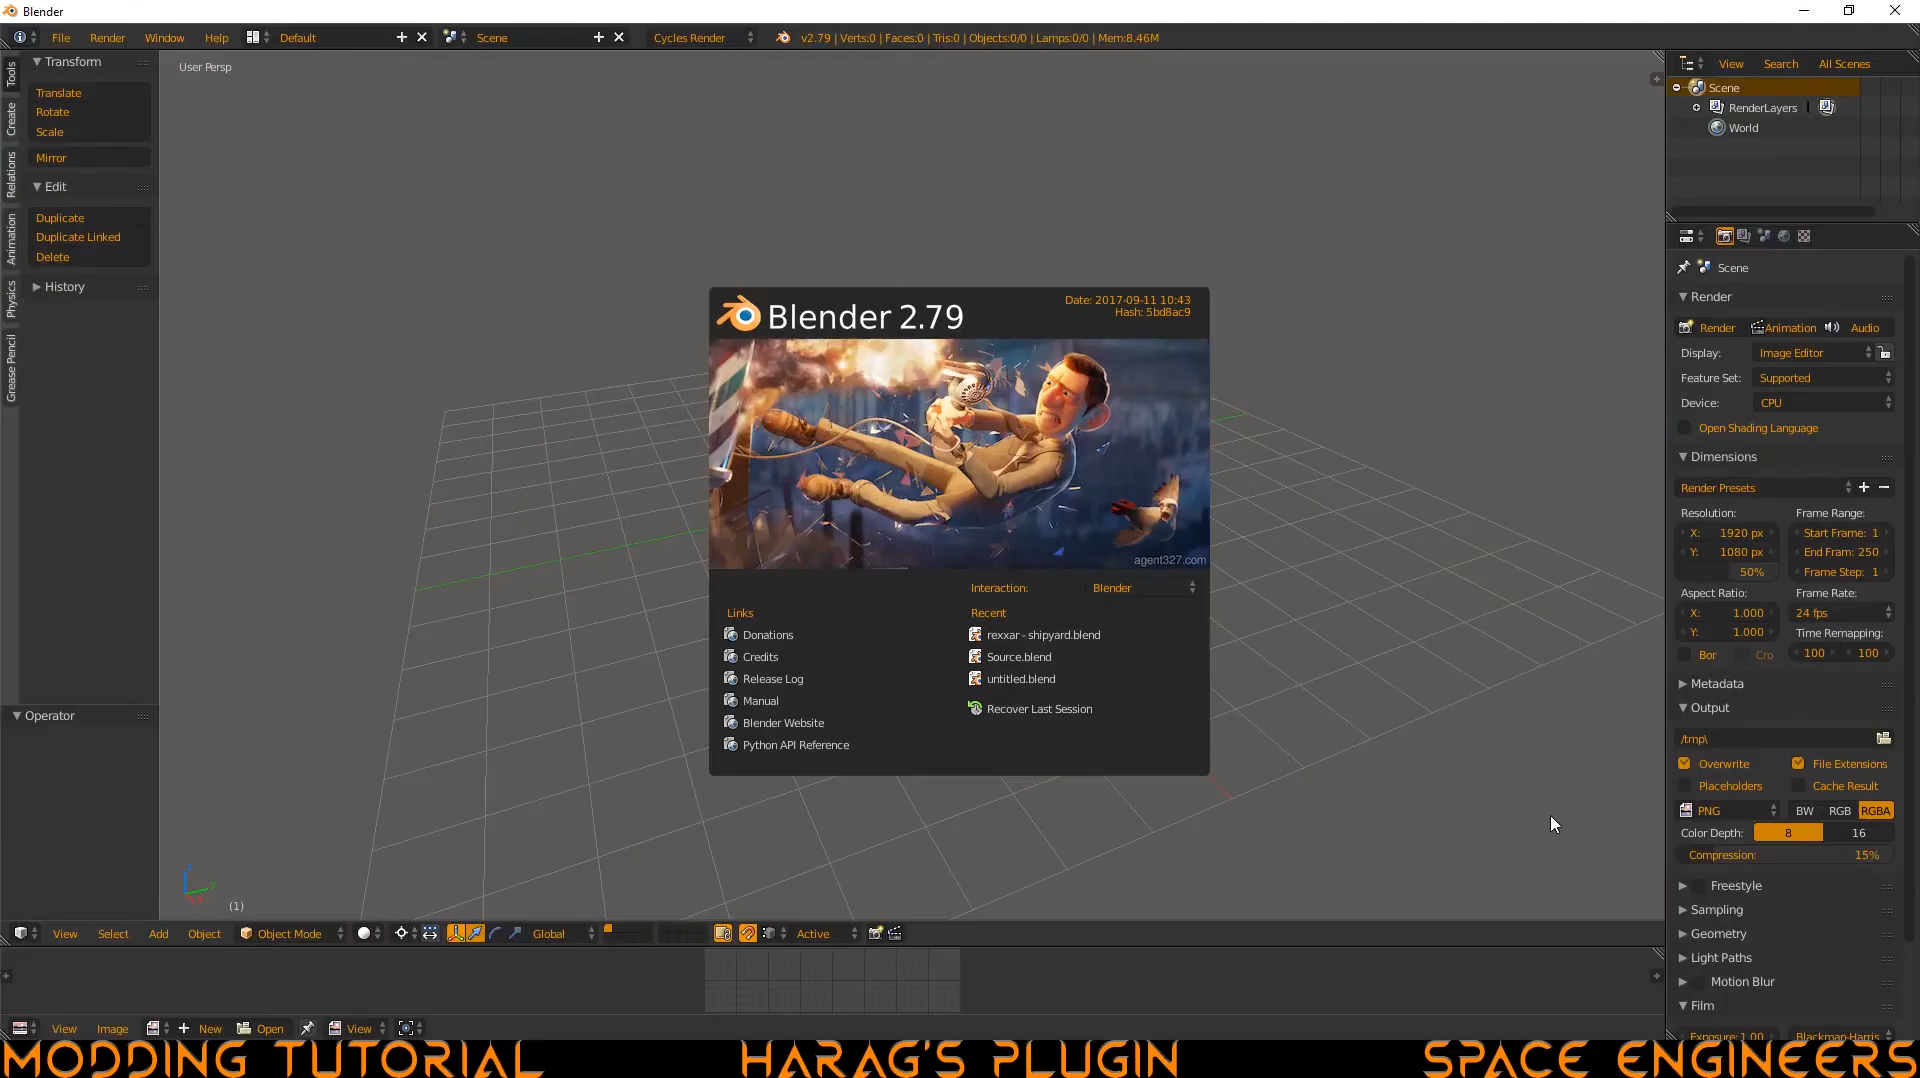 Blender
File Render Window Help Default Scene Cycles Render v2.79 | Verts:0 | Faces:0 | Tris:0 | Objects:0/0 | Lamps:0/0 | Mem:8.46M
Tools
Create
Relations
Animation
Physics
Grease Pencil
Transform
Translate
Rotate
Scale
Mirror
Edit
Duplicate
Duplicate Linked
Delete
History
Operator
User Persp
(1)
Blender 2.79
Date: 2017-09-11 10:43
Hash: 5bd8ac9
agent327.com
Interaction: Blender
Links
Donations
Credits
Release Log
Manual
Blender Website
Python API Reference
Recent
rexxar - shipyard.blend
Source.blend
untitled.blend
Recover Last Session
View Search All Scenes
Scene
RenderLayers
World
Scene
Render
Render Animation Audio
Display: Image Editor
Feature Set: Supported
Device: CPU
Open Shading Language
Dimensions
Render Presets
Resolution: Frame Range:
X: 1920 px Start Frame: 1
Y: 1080 px End Fram: 250
50% Frame Step: 1
Aspect Ratio: Frame Rate:
X: 1.000 24 fps
Y: 1.000 Time Remapping:
Bor Cro 100 100
Metadata
Output
/tmp\
Overwrite File Extensions
Placeholders Cache Result
PNG BW RGB RGBA
Color Depth: 8 16
Compression: 15%
Freestyle
Sampling
Geometry
Light Paths
Motion Blur
Film
Exposure: 1.00 Blackman-Harris
View Select Add Object Object Mode Global Active
View Image New Open View
MODDING TUTORIAL HARAG'S PLUGIN SPACE ENGINEERS